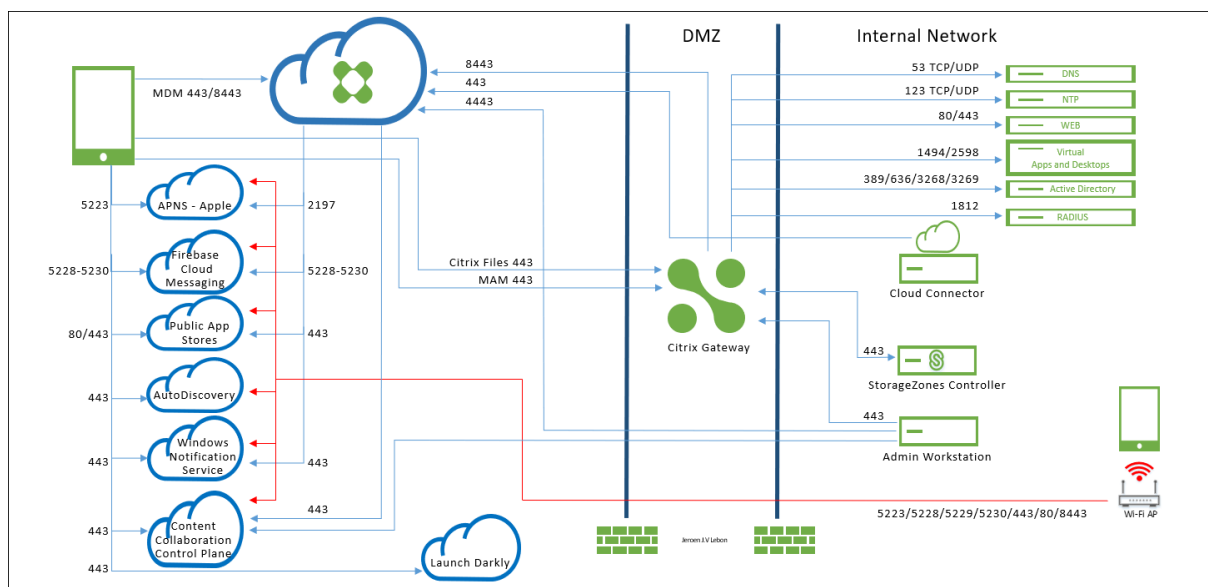 DMZ
Internal Network
MDM 443/8443
8443
443
4443
53 TCP/UDP
DNS
123 TCP/UDP
NTP
80/443
WEB
1494/2598
Virtual
Apps and Desktops
389/636/3268/3269
Active Directory
1812
RADIUS
5223
APNS - Apple
2197
5228-5230
Firebase
Cloud
Messaging
5228-5230
Citrix Files 443
MAM 443
Citrix Gateway
Cloud Connector
80/443
Public App
Stores
443
443
StorageZones Controller
443
AutoDiscovery
443
Admin Workstation
443
Windows
Notification
Service
443
443
443
Content
Collaboration
Control Plane
443
Launch Darkly
Jeroen J.V Lebon
5223/5228/5229/5230/443/80/8443
Wi-Fi AP